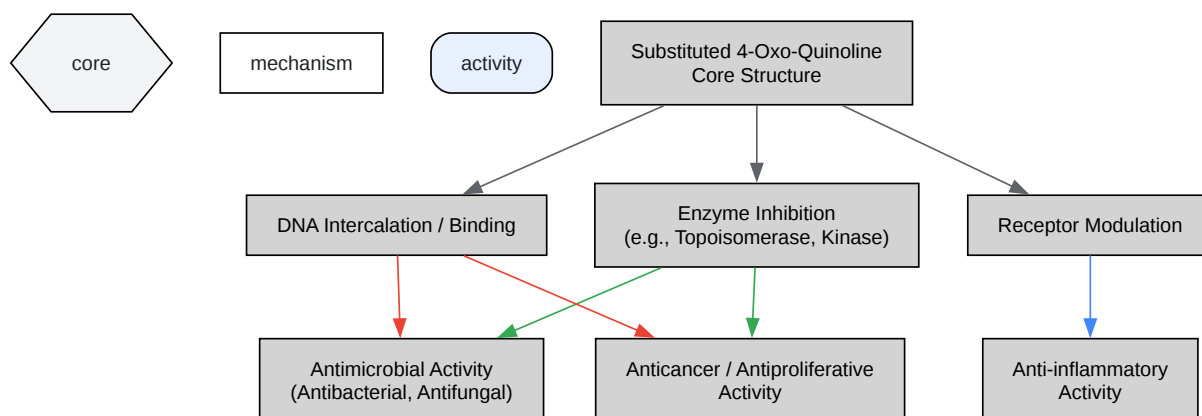 core
mechanism
activity
Substituted 4-Oxo-Quinoline
Core Structure
DNA Intercalation / Binding
Enzyme Inhibition
(e.g., Topoisomerase, Kinase)
Receptor Modulation
Antimicrobial Activity
(Antibacterial, Antifungal)
Anticancer / Antiproliferative
Activity
Anti-inflammatory
Activity